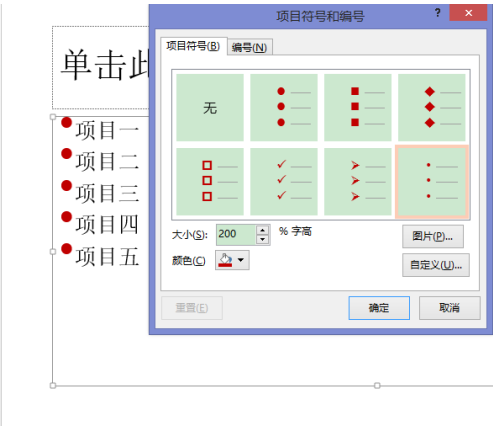 项目符号和编号
? ×
项目符号(B) 编号(N)
单击此
无
项目一
项目二
项目三
项目四
项目五
大小(S): 200 % 字高
图片(P)...
颜色(C)
自定义(U)...
重置(E)
确定
取消